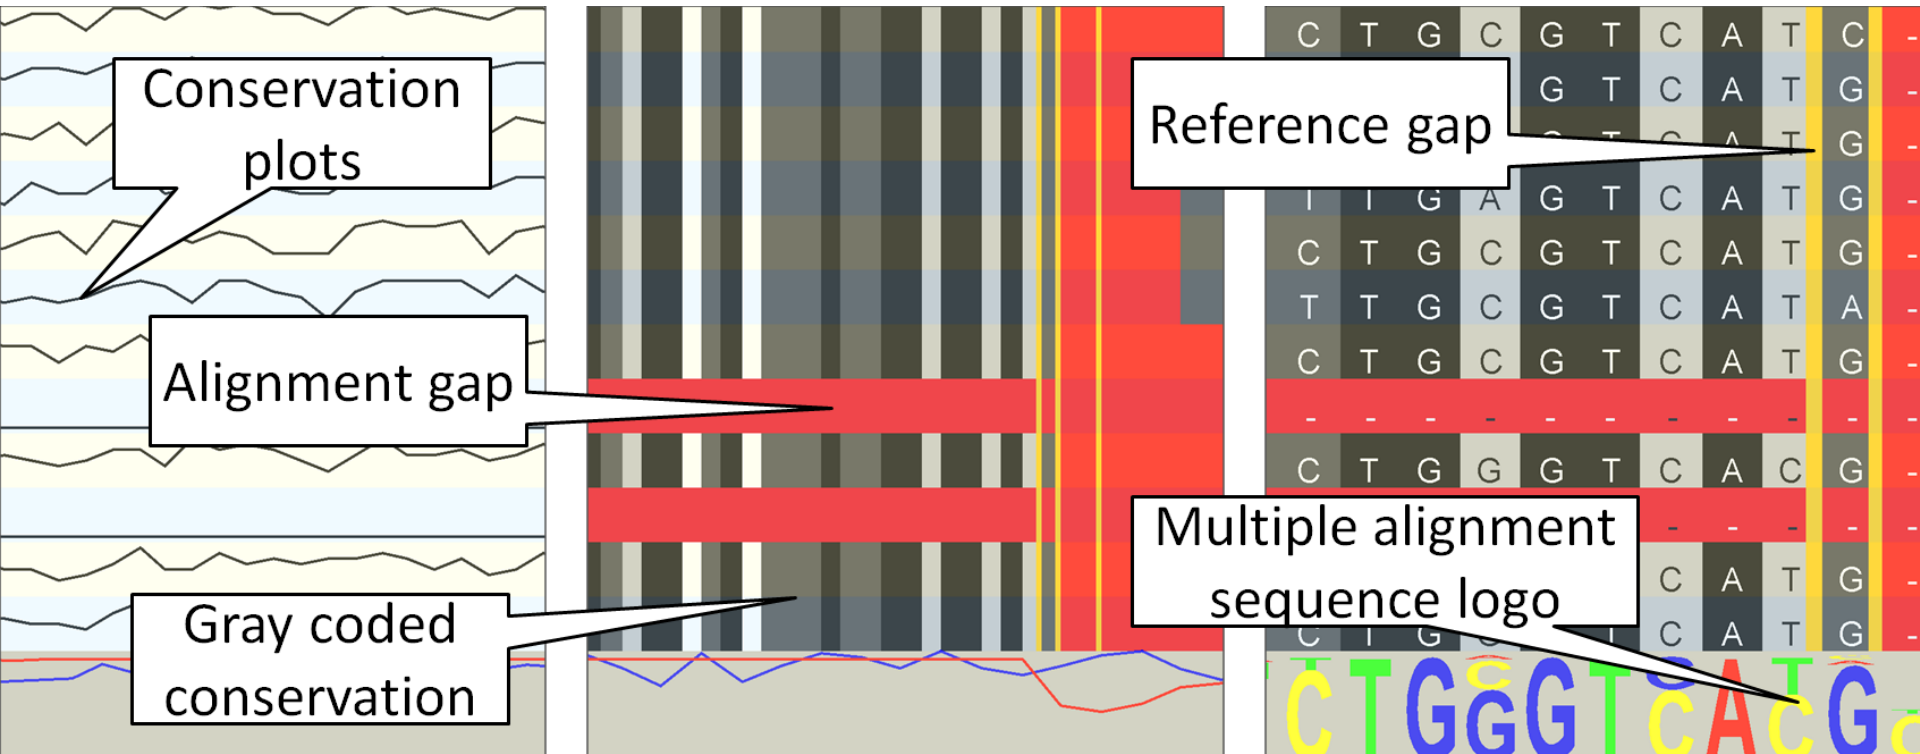 Conservation
plots
Alignment gap
Gray coded
conservation
C T G C G T C A T C -
G T C A T G -
Reference gap
G -
T T G A G T C A T G -
C T G C G T C A T G -
T T G C G T C A T A -
C T G C G T C A T G -
- - - - - - - - - - -
C T G G G T C A C G -
- - - - -
Multiple alignment
sequence logo
C A T G -
C A T G -
C T G G G T C A C G